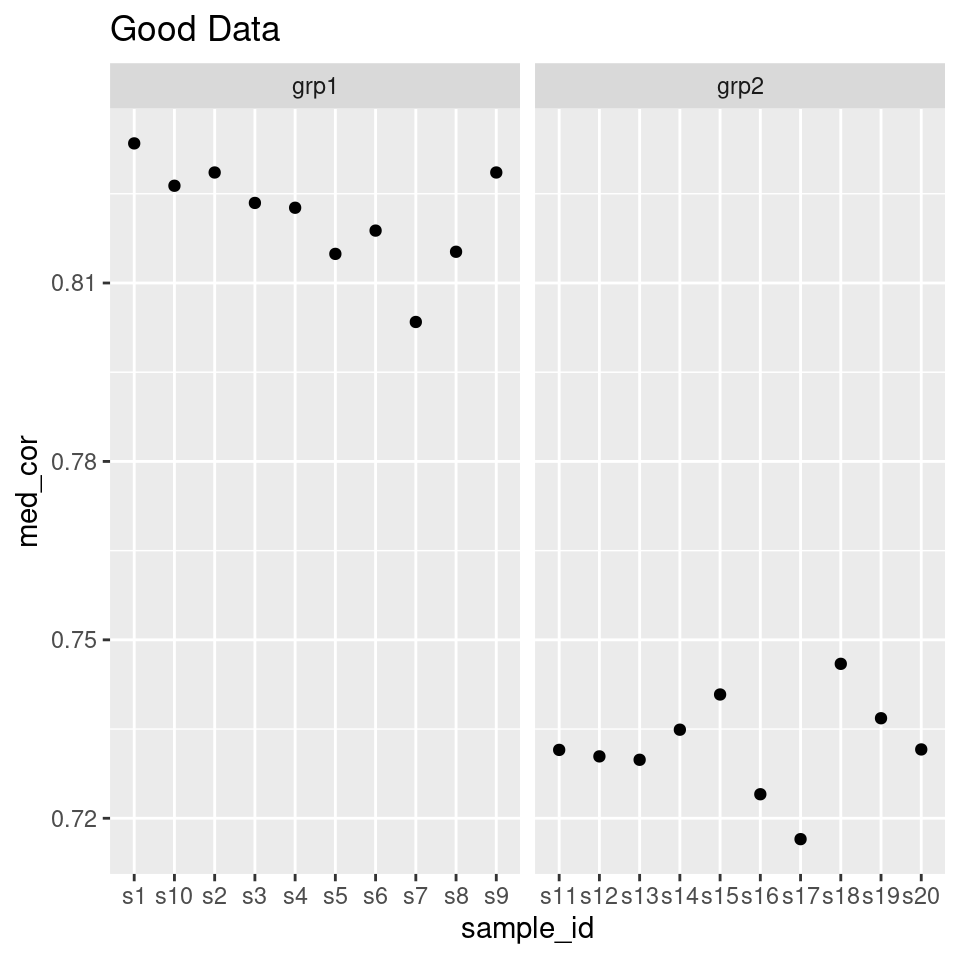 Good Data
grp1 grp2
0.81
0.78
0.75
0.72
med_cor
s1 s10 s2 s3 s4 s5 s6 s7 s8 s9 s11 s12 s13 s14 s15 s16 s17 s18 s19 s20
sample_id